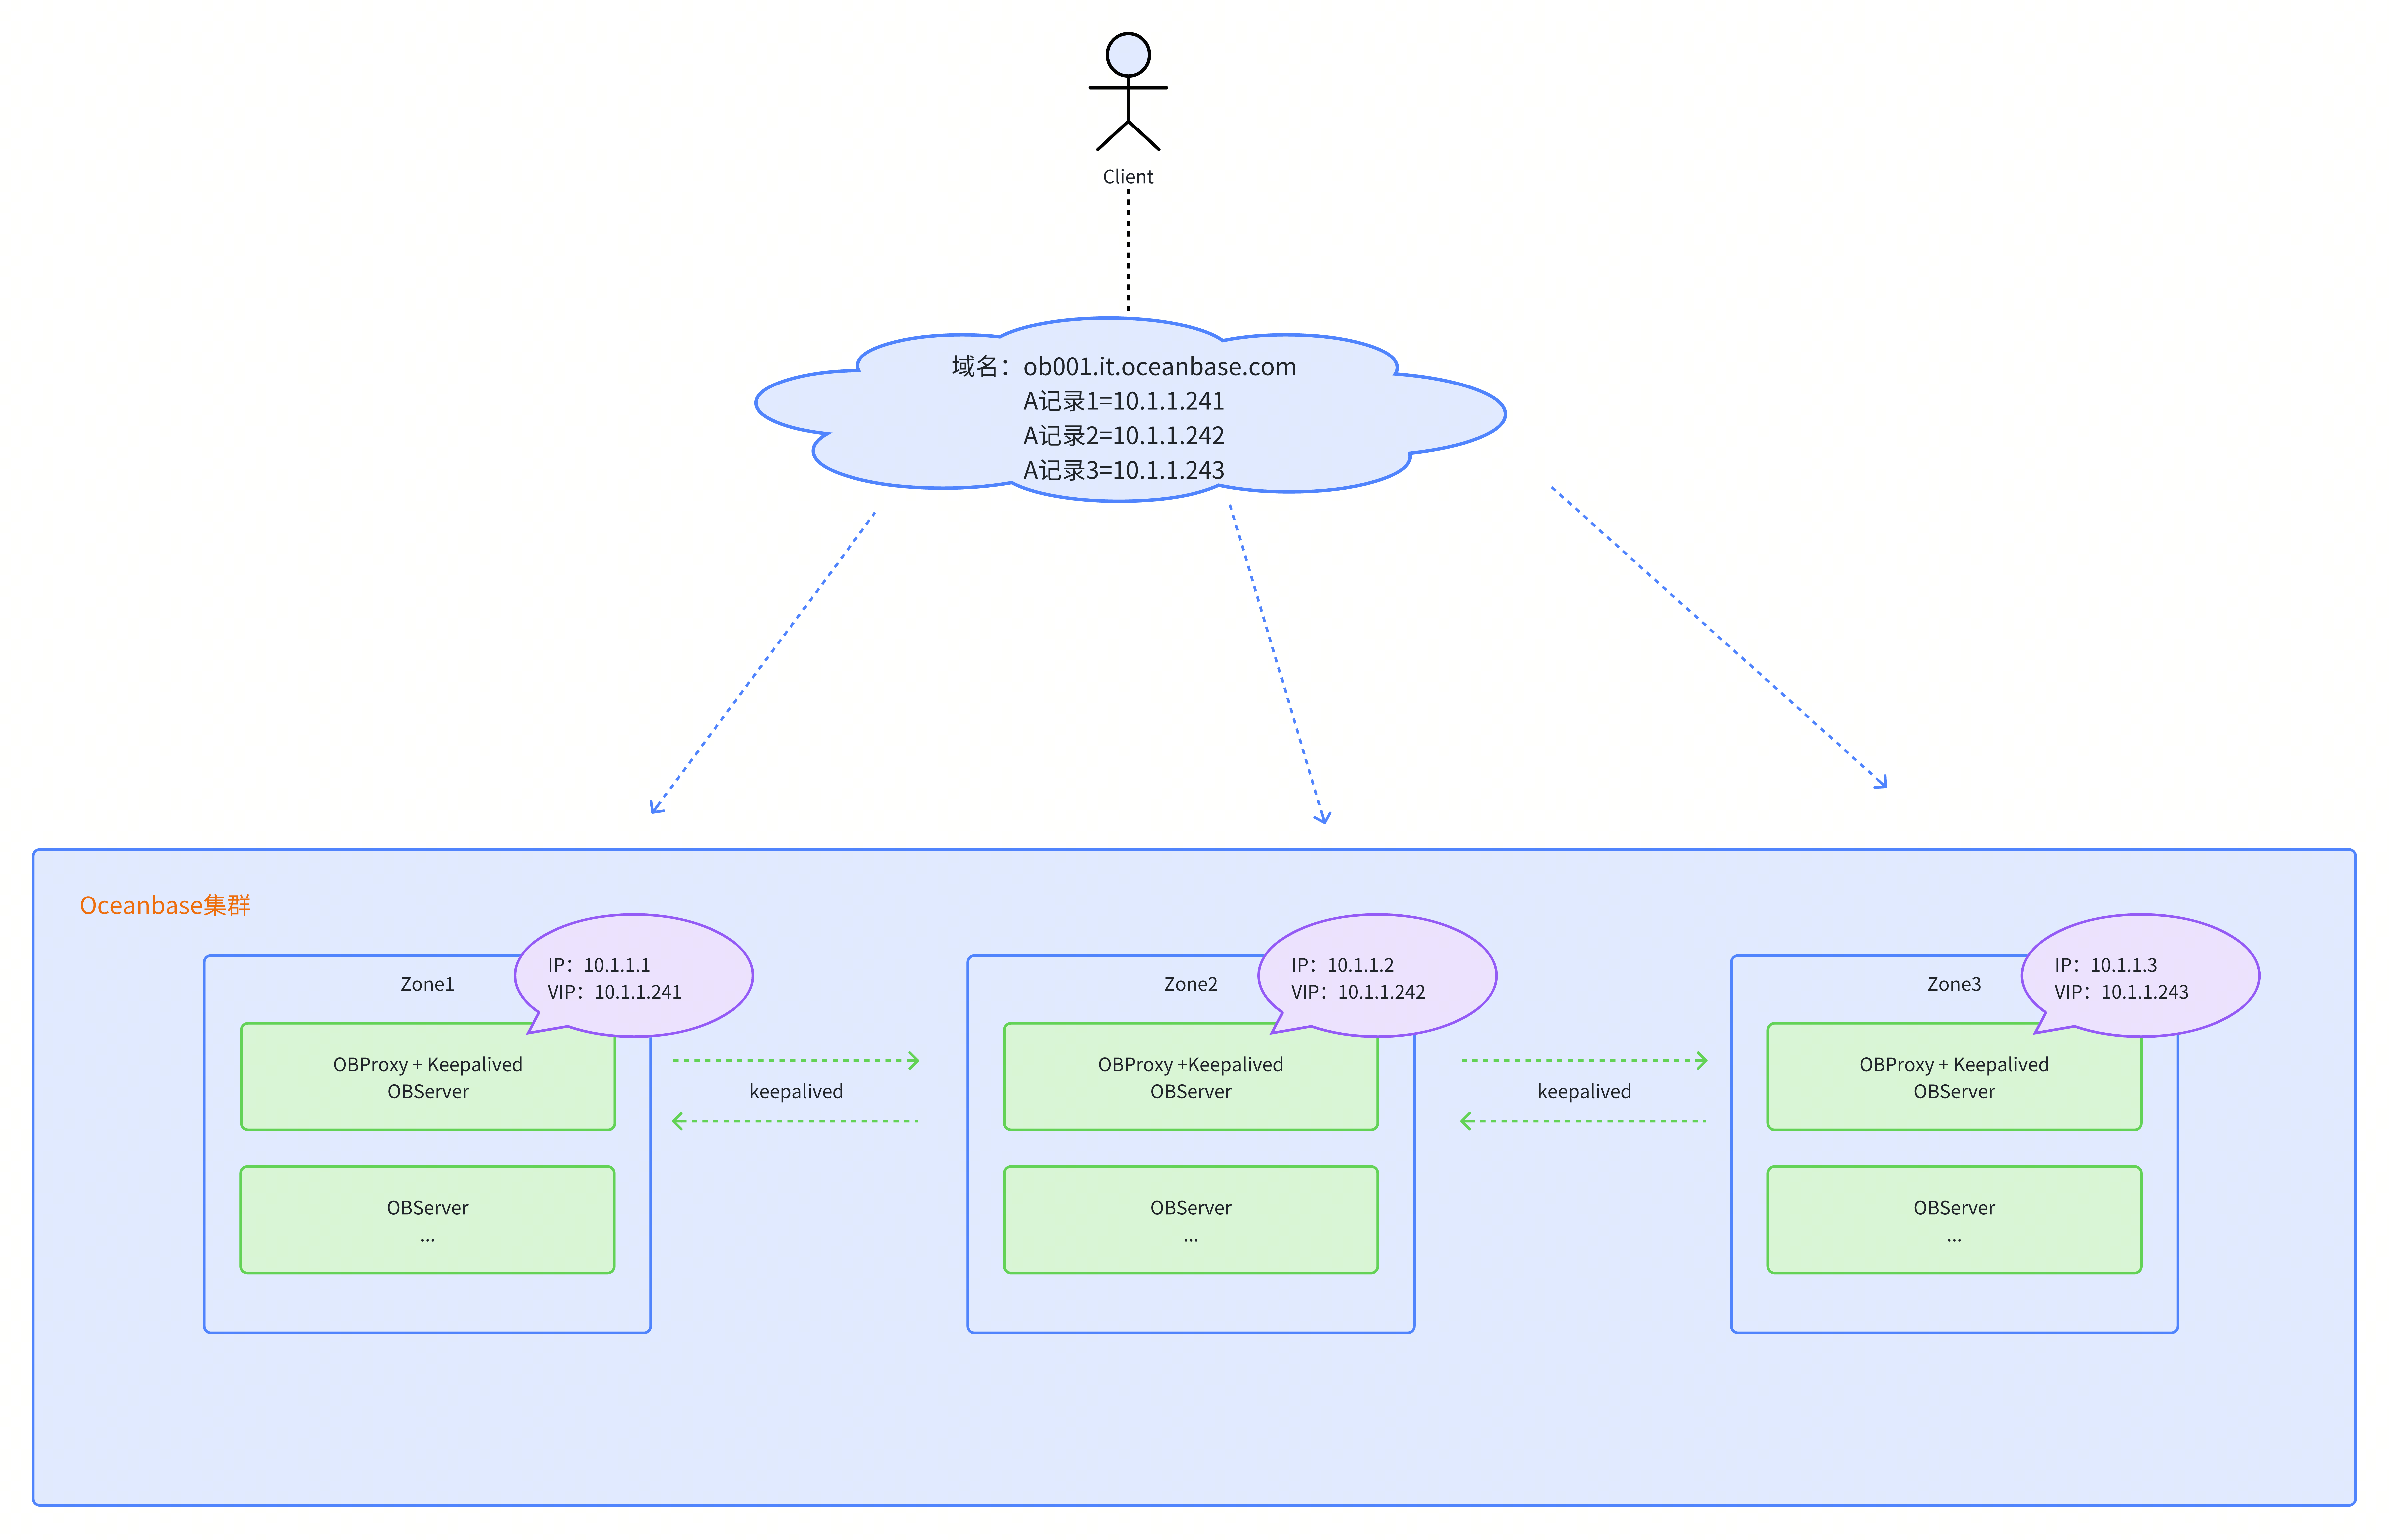 Client
域名：ob001.it.oceanbase.com
A记录1=10.1.1.241
A记录2=10.1.1.242
A记录3=10.1.1.243
Oceanbase集群
Zone1
IP：10.1.1.1
VIP：10.1.1.241
OBProxy + Keepalived
OBServer
OBServer
...
keepalived
Zone2
IP：10.1.1.2
VIP：10.1.1.242
OBProxy +Keepalived
OBServer
OBServer
...
keepalived
Zone3
IP：10.1.1.3
VIP：10.1.1.243
OBProxy + Keepalived
OBServer
OBServer
...